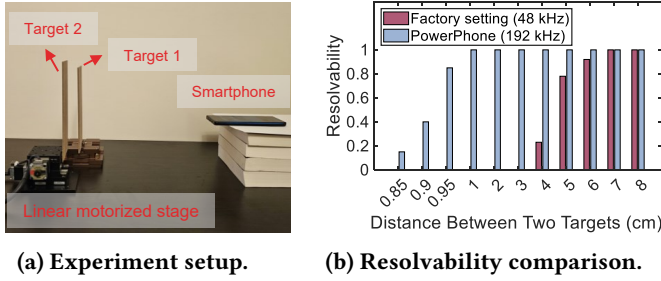 Target 2
Target 1
Smartphone
Linear motorized stage
(a) Experiment setup.
Factory setting (48 kHz)
PowerPhone (192 kHz)
Resolvability
1
0.8
0.6
0.4
0.2
0
0.85
0.9
0.95
1
2
3
4
5
6
7
8
Distance Between Two Targets (cm)
(b) Resolvability comparison.